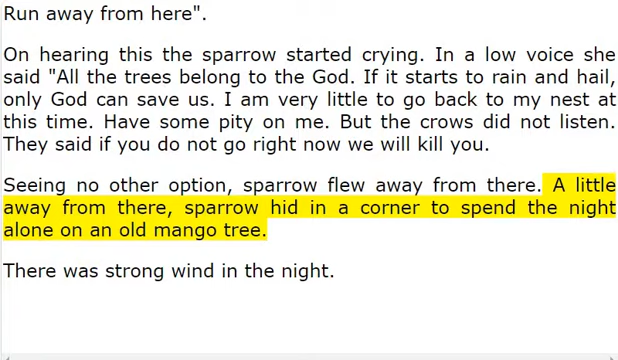 Run away from here".
On hearing this the sparrow started crying. In a low voice she
said "All the trees belong to the God. If it starts to rain and hail,
only God can save us. I am very little to go back to my nest at
this time. Have some pity on me. But the crows did not listen.
They said if you do not go right now we will kill you.
Seeing no other option, sparrow flew away from there. A little
away from there, sparrow hid in a corner to spend the night
alone on an old mango tree.
There was strong wind in the night.